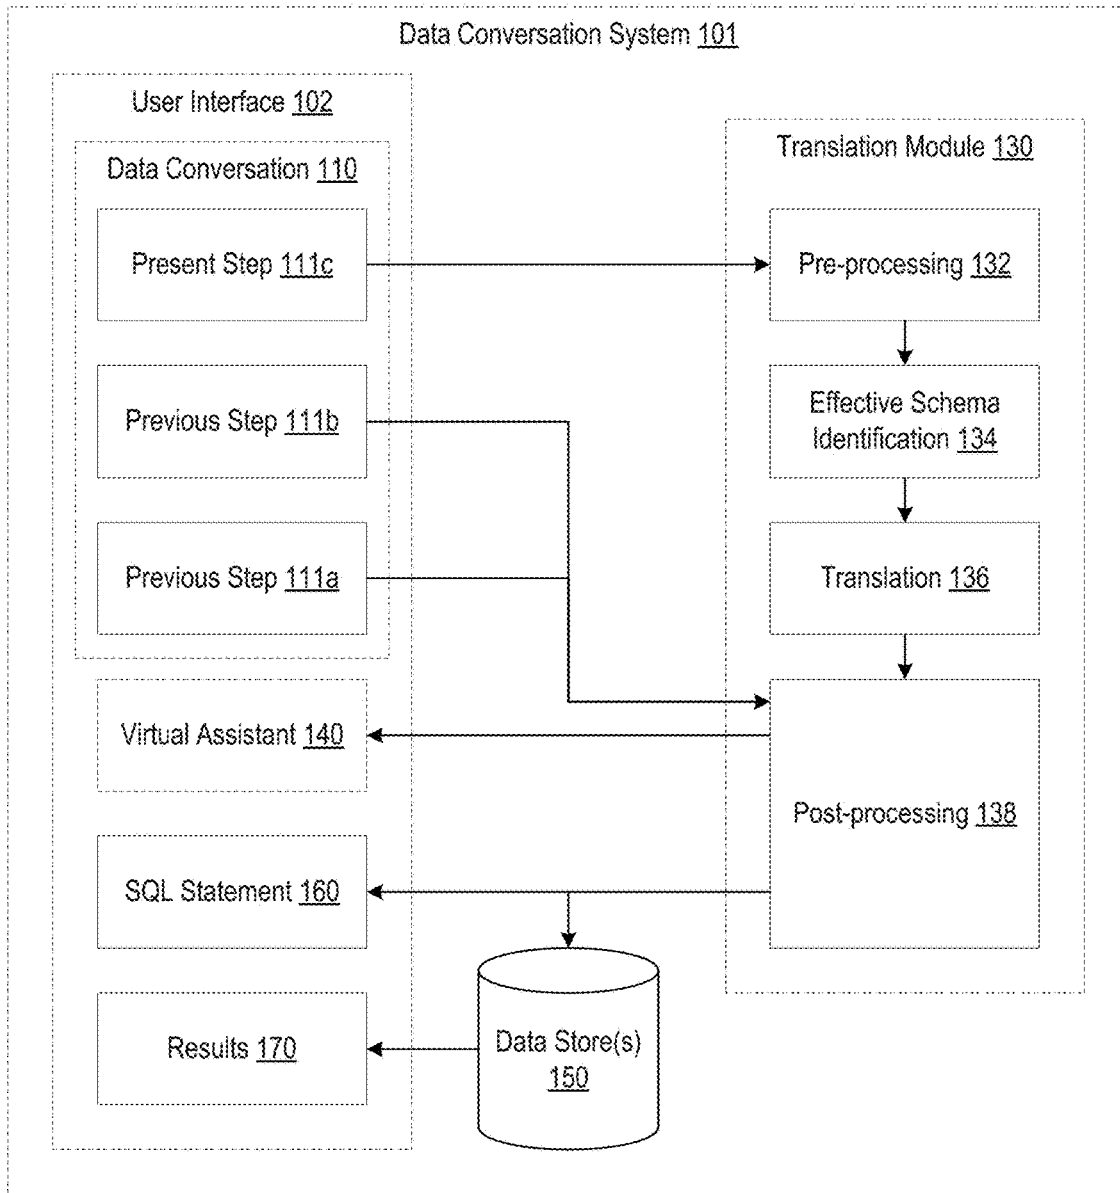 Data Conversation System 101
User Interface 102
Data Conversation 110
Present Step 111c
Previous Step 111b
Previous Step 111a
Virtual Assistant 140
SQL Statement 160
Results 170
Data Store(s)
150
Translation Module 130
Pre-processing 132
Effective Schema
Identification 134
Translation 136
Post-processing 138